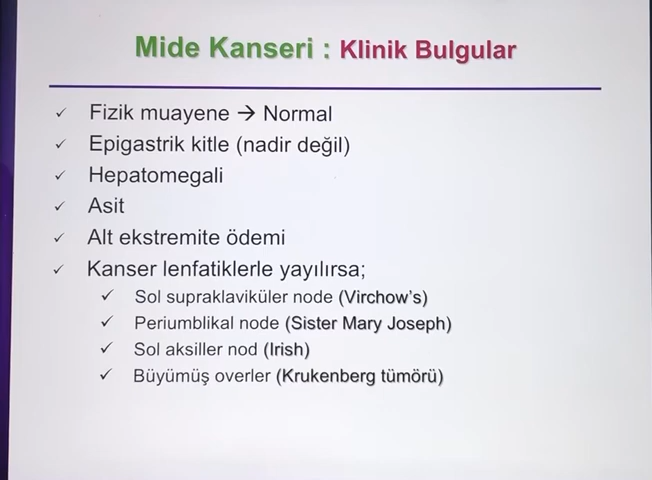 Mide Kanseri : Klinik Bulgular
✓ Fizik muayene → Normal
✓ Epigastrik kitle (nadir değil)
✓ Hepatomegali
✓ Asit
✓ Alt ekstremite ödemi
✓ Kanser lenfatiklerle yayılırsa;
✓ Sol supraklaviküler node (Virchow's)
✓ Periumblikal node (Sister Mary Joseph)
✓ Sol aksiller nod (Irish)
✓ Büyümüş overler (Krukenberg tümörü)